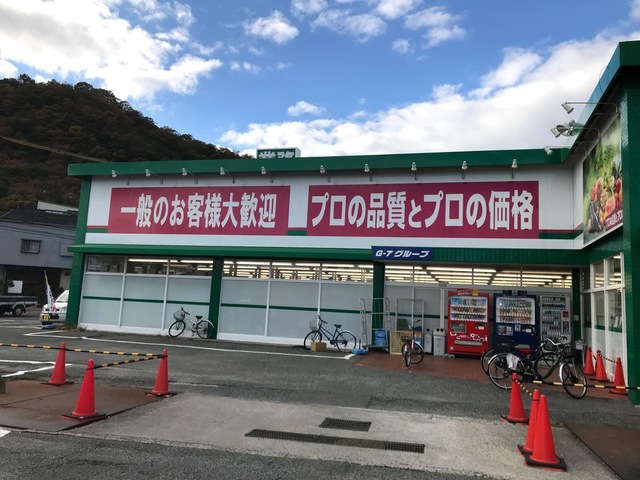 一般のお客様大歓迎
プロの品質とプロの価格
G-7 グループ